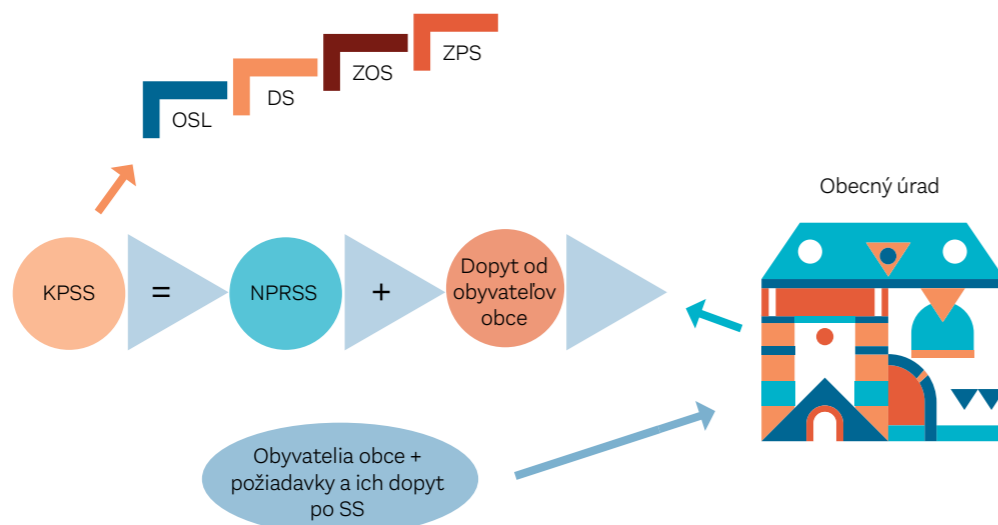 ZPS
ZOS
DS
OSL
Obecný úrad
KPSS
=
NPRSS
+
Dopyt od
obyvateľov
obce
Obyvatelia obce +
požiadavky a ich dopyt
po SS